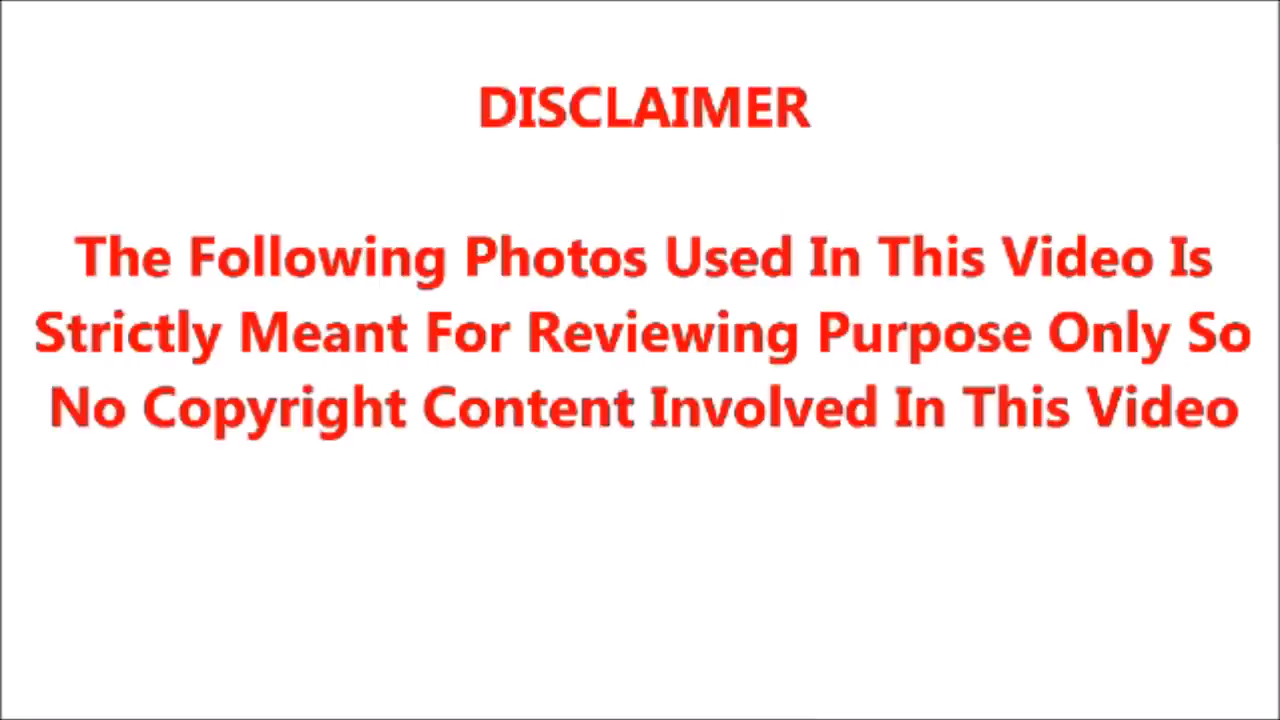 DISCLAIMER
The Following Photos Used In This Video Is
Strictly Meant For Reviewing Purpose Only So
No Copyright Content Involved In This Video